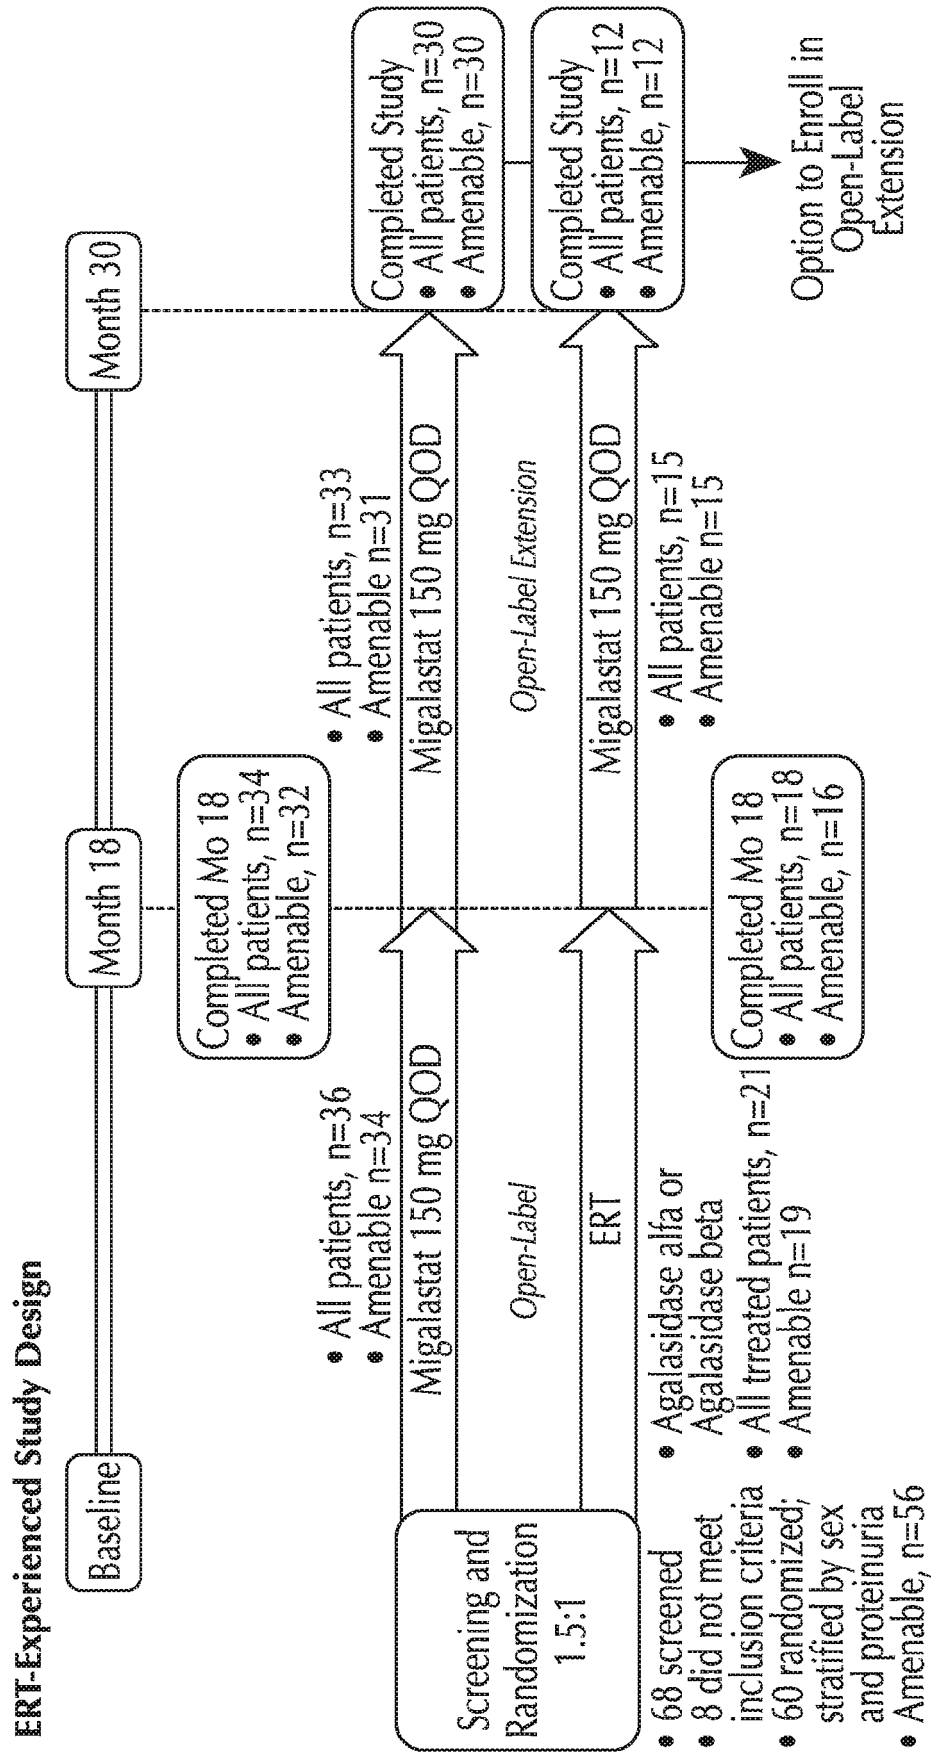 ERT-Experienced Study Design
Baseline
Month 18
Month 30
Completed Mo 18
• All patients, n=34
• Amenable, n=32
• All patients, n=36
• Amenable n=34
Migalastat 150 mg QOD
• All patients, n=33
• Amenable n=31
Migalastat 150 mg QOD
Completed Study
• All patients, n=30
• Amenable, n=30
Screening and
Randomization
1.5:1
Open-Label
Open-Label Extension
ERT
Migalastat 150 mg QOD
Completed Study
• All patients, n=12
• Amenable, n=12
• 68 screened
• 8 did not meet
inclusion criteria
• 60 randomized;
stratified by sex
and proteinuria
• Amenable, n=56
• Agalasidase alfa or
Agalasidase beta
• All trreated patients, n=21
• Amenable n=19
Completed Mo 18
• All patients, n=18
• Amenable, n=16
• All patients, n=15
• Amenable n=15
Option to Enroll in
Open-Label
Extension